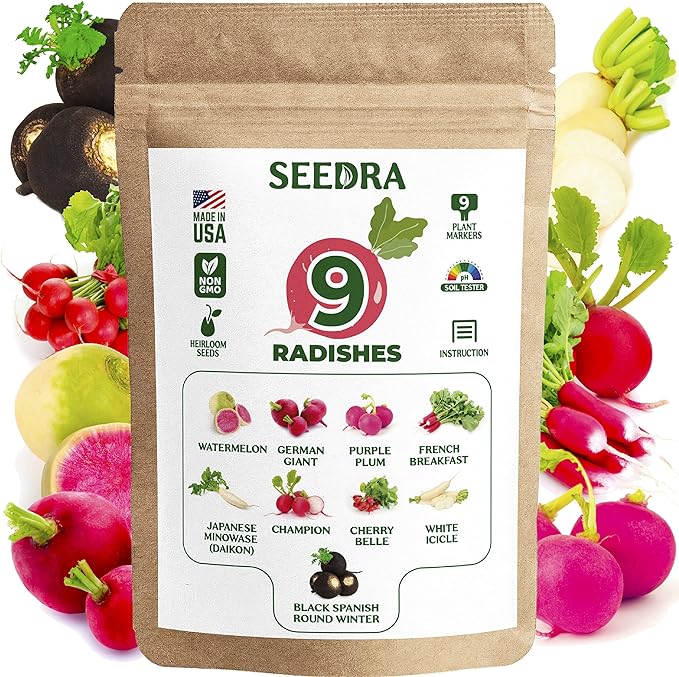 SEEDRA
MADE IN
USA
NON
GMO
HEIRLOOM
SEEDS
9
RADISHES
9
PLANT
MARKERS
pH
SOIL TESTER
INSTRUCTION
WATERMELON
GERMAN
GIANT
PURPLE
PLUM
FRENCH
BREAKFAST
JAPANESE
MINOWASE
(DAIKON)
CHAMPION
CHERRY
BELLE
WHITE
ICICLE
BLACK SPANISH
ROUND WINTER